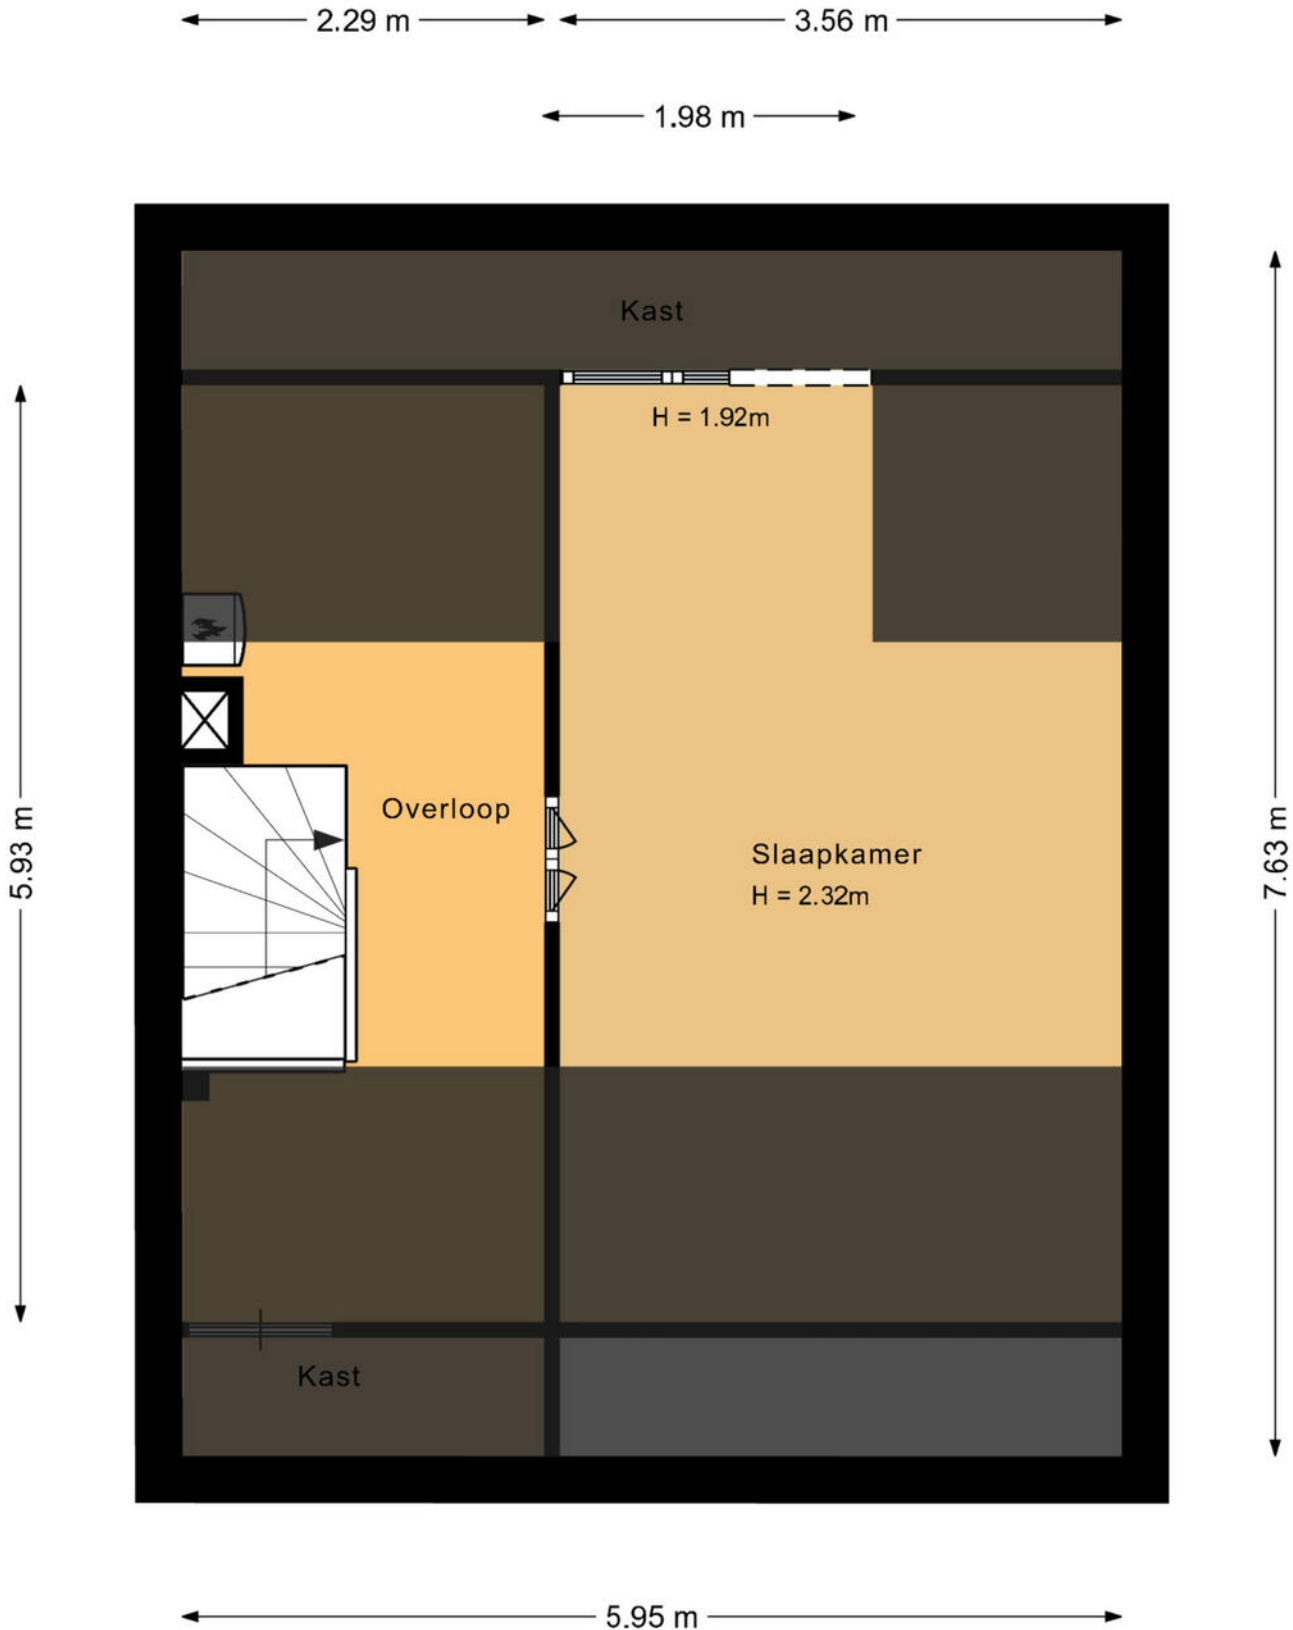 2.29 m
3.56 m
1.98 m
Kast
H = 1.92m
Overloop
Slaapkamer
H = 2.32m
5.93 m
7.63 m
Kast
5.95 m